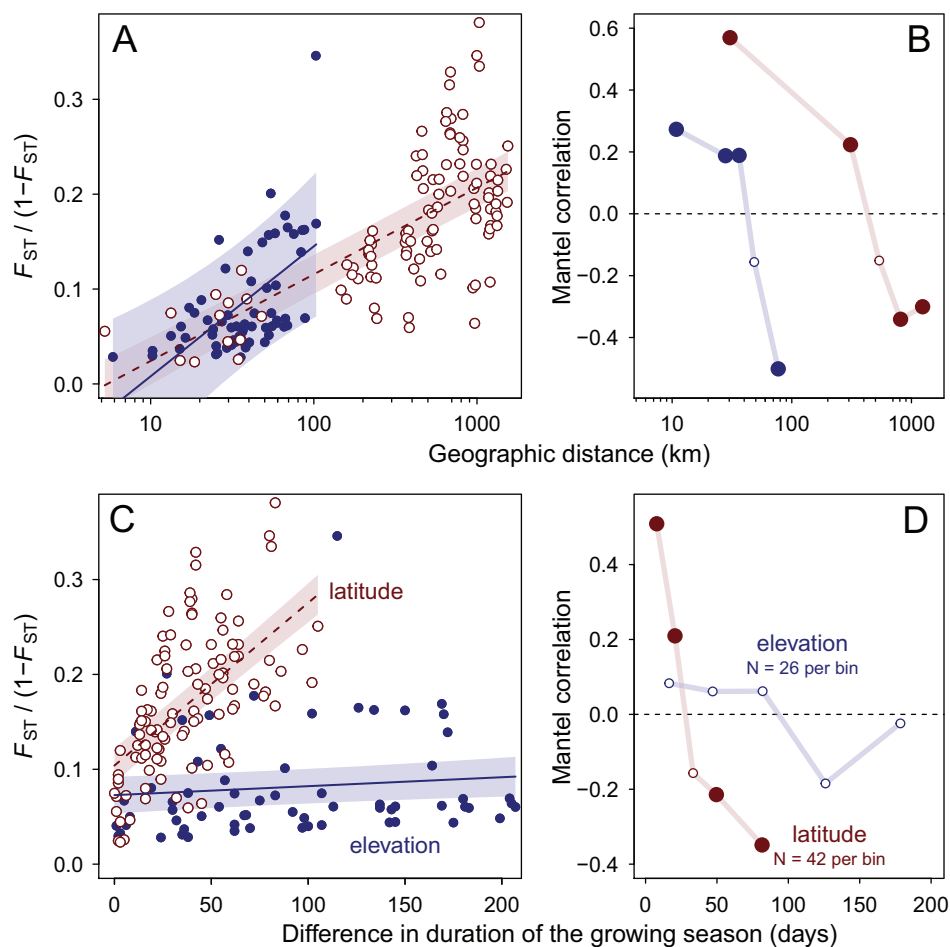 A
B
F_ST / (1−F_ST)
0.3
0.2
0.1
0.0
10
100
1000
Mantel correlation
0.6
0.4
0.2
0.0
−0.2
−0.4
10
100
1000
Geographic distance (km)
C
D
F_ST / (1−F_ST)
0.3
0.2
0.1
0.0
latitude
elevation
0
50
100
150
200
Mantel correlation
0.4
0.2
0.0
−0.2
−0.4
elevation
N = 26 per bin
latitude
N = 42 per bin
0
50
100
150
200
Difference in duration of the growing season (days)